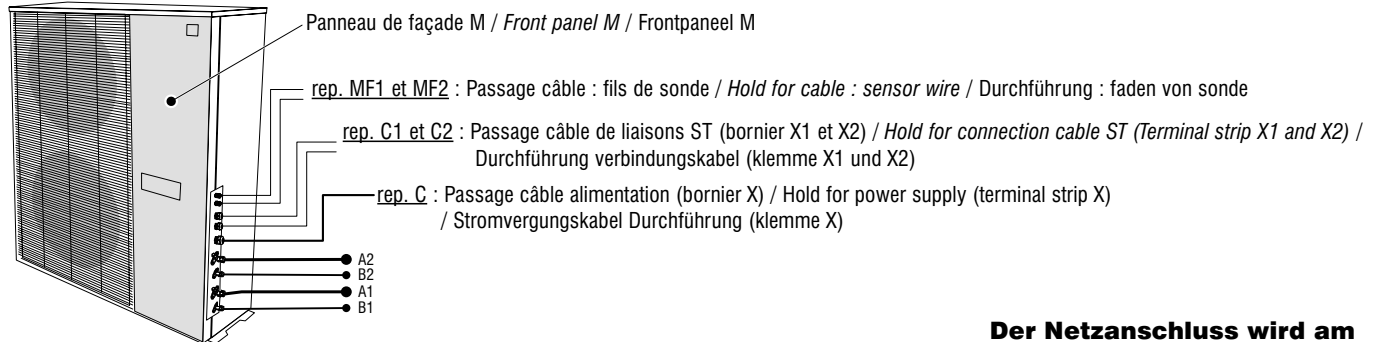 Panneau de façade M / Front panel M / Frontpaneel M
rep. MF1 et MF2 : Passage câble : fils de sonde / Hold for cable : sensor wire / Durchführung : faden von sonde
rep. C1 et C2 : Passage câble de liaisons ST (bornier X1 et X2) / Hold for connection cable ST (Terminal strip X1 and X2) /
Durchführung verbindungskabel (klemme X1 und X2)
rep. C : Passage câble alimentation (bornier X) / Hold for power supply (terminal strip X)
/ Stromvergungskabel Durchführung (klemme X)
A2
B2
A1
B1
Der Netzanschluss wird am